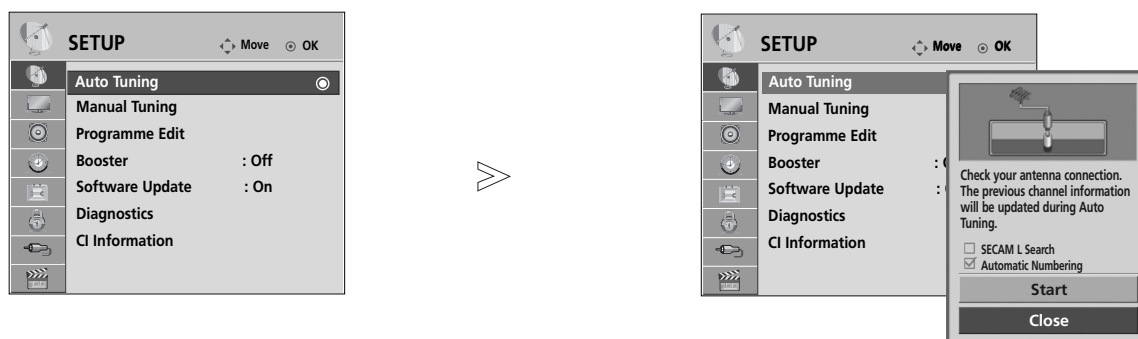 SETUP
Move OK
Auto Tuning
Manual Tuning
Programme Edit
Booster : Off
Software Update : On
Diagnostics
CI Information
SETUP
Move OK
Auto Tuning
Manual Tuning
Programme Edit
Booster :
Software Update :
Diagnostics
CI Information
Check your antenna connection.
The previous channel information
will be updated during Auto
Tuning.
SECAM L Search
Automatic Numbering
Start
Close